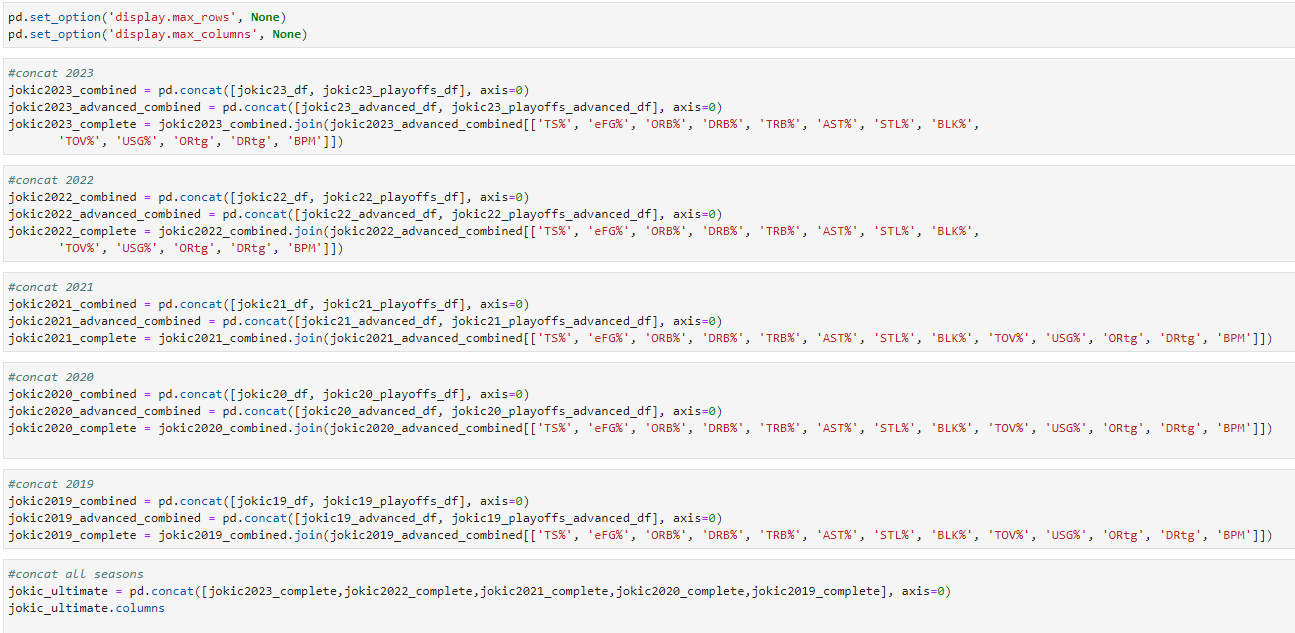 pd.set_option('display.max_rows', None)
pd.set_option('display.max_columns', None)
#concat 2023
jokic2023_combined = pd.concat([jokic23_df, jokic23_playoffs_df], axis=0)
jokic2023_advanced_combined = pd.concat([jokic23_advanced_df, jokic23_playoffs_advanced_df], axis=0)
jokic2023_complete = jokic2023_combined.join(jokic2023_advanced_combined[['TS%', 'eFG%', 'ORB%', 'DRB%', 'TRB%', 'AST%', 'STL%', 'BLK%',
       'TOV%', 'USG%', 'ORtg', 'DRtg', 'BPM']])
#concat 2022
jokic2022_combined = pd.concat([jokic22_df, jokic22_playoffs_df], axis=0)
jokic2022_advanced_combined = pd.concat([jokic22_advanced_df, jokic22_playoffs_advanced_df], axis=0)
jokic2022_complete = jokic2022_combined.join(jokic2022_advanced_combined[['TS%', 'eFG%', 'ORB%', 'DRB%', 'TRB%', 'AST%', 'STL%', 'BLK%',
       'TOV%', 'USG%', 'ORtg', 'DRtg', 'BPM']])
#concat 2021
jokic2021_combined = pd.concat([jokic21_df, jokic21_playoffs_df], axis=0)
jokic2021_advanced_combined = pd.concat([jokic21_advanced_df, jokic21_playoffs_advanced_df], axis=0)
jokic2021_complete = jokic2021_combined.join(jokic2021_advanced_combined[['TS%', 'eFG%', 'ORB%', 'DRB%', 'TRB%', 'AST%', 'STL%', 'BLK%', 'TOV%', 'USG%', 'ORtg', 'DRtg', 'BPM']])
#concat 2020
jokic2020_combined = pd.concat([jokic20_df, jokic20_playoffs_df], axis=0)
jokic2020_advanced_combined = pd.concat([jokic20_advanced_df, jokic20_playoffs_advanced_df], axis=0)
jokic2020_complete = jokic2020_combined.join(jokic2020_advanced_combined[['TS%', 'eFG%', 'ORB%', 'DRB%', 'TRB%', 'AST%', 'STL%', 'BLK%', 'TOV%', 'USG%', 'ORtg', 'DRtg', 'BPM']])
#concat 2019
jokic2019_combined = pd.concat([jokic19_df, jokic19_playoffs_df], axis=0)
jokic2019_advanced_combined = pd.concat([jokic19_advanced_df, jokic19_playoffs_advanced_df], axis=0)
jokic2019_complete = jokic2019_combined.join(jokic2019_advanced_combined[['TS%', 'eFG%', 'ORB%', 'DRB%', 'TRB%', 'AST%', 'STL%', 'BLK%', 'TOV%', 'USG%', 'ORtg', 'DRtg', 'BPM']])
#concat all seasons
jokic_ultimate = pd.concat([jokic2023_complete,jokic2022_complete,jokic2021_complete,jokic2020_complete,jokic2019_complete], axis=0)
jokic_ultimate.columns